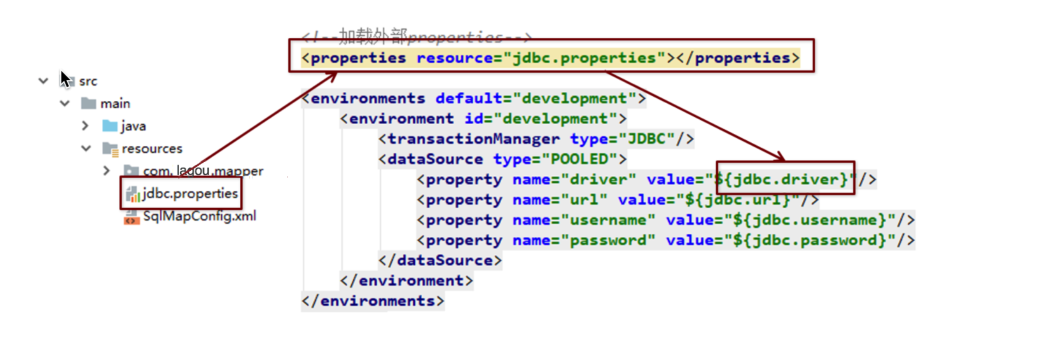 src
main
java
resources
com.lagou.mapper
jdbc.properties
SqlMapConfig.xml
<!--加载外部properties-->
<properties resource="jdbc.properties"></properties>
<environments default="development">
<environment id="development">
<transactionManager type="JDBC"/>
<dataSource type="POOLED">
<property name="driver" value="${jdbc.driver}"/>
<property name="url" value="${jdbc.url}"/>
<property name="username" value="${jdbc.username}"/>
<property name="password" value="${jdbc.password}"/>
</dataSource>
</environment>
</environments>